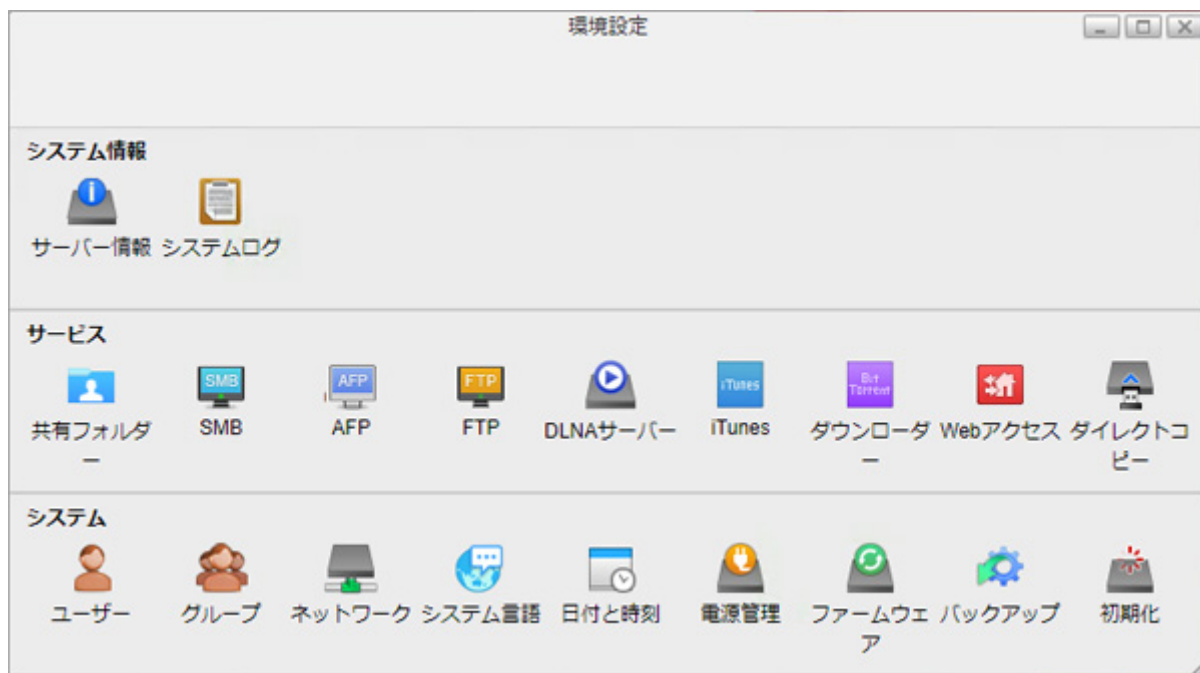 環境設定
システム情報
サーバー情報 システムログ
サービス
SMB AFP FTP iTunes Bit
Torrent
共有フォルダ SMB AFP FTP DLNAサーバー iTunes ダウンローダ Webアクセス ダイレクトコ
ー ー ピー
システム
ユーザー グループ ネットワーク システム言語 日付と時刻 電源管理 ファームウェ バックアップ 初期化
ア